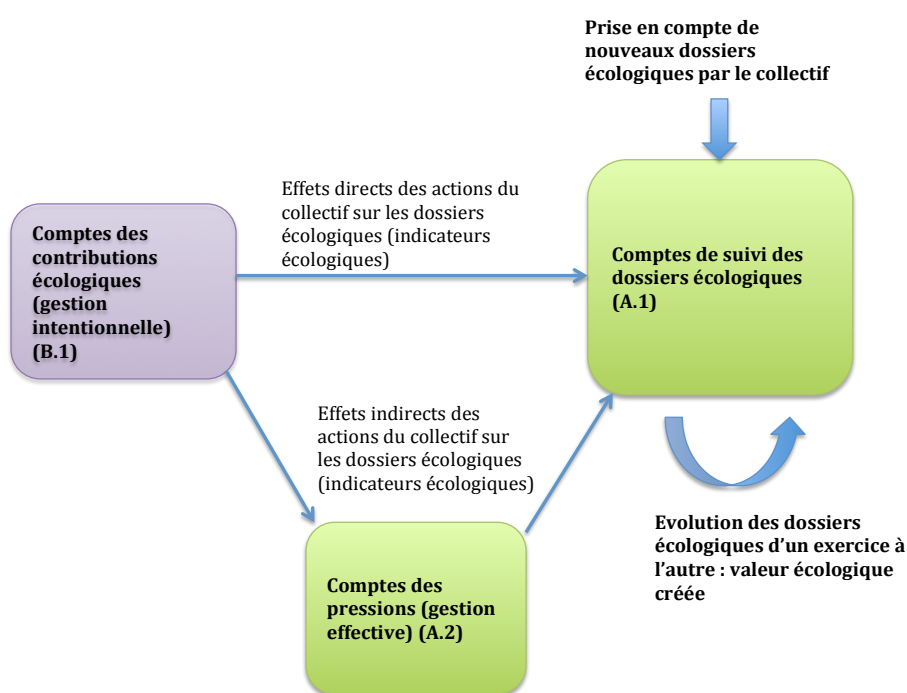 Prise en compte de
nouveaux dossiers
écologiques par le collectif
Effets directs des actions du
collectif sur les dossiers
écologiques (indicateurs
écologiques)
Comptes des
contributions
écologiques
(gestion
intentionnelle)
(B.1)
Comptes de suivi des
dossiers écologiques
(A.1)
Effets indirects des
actions du collectif sur
les dossiers écologiques
(indicateurs écologiques)
Evolution des dossiers
écologiques d’un exercice à
l’autre : valeur écologique
créée
Comptes des
pressions (gestion
effective) (A.2)